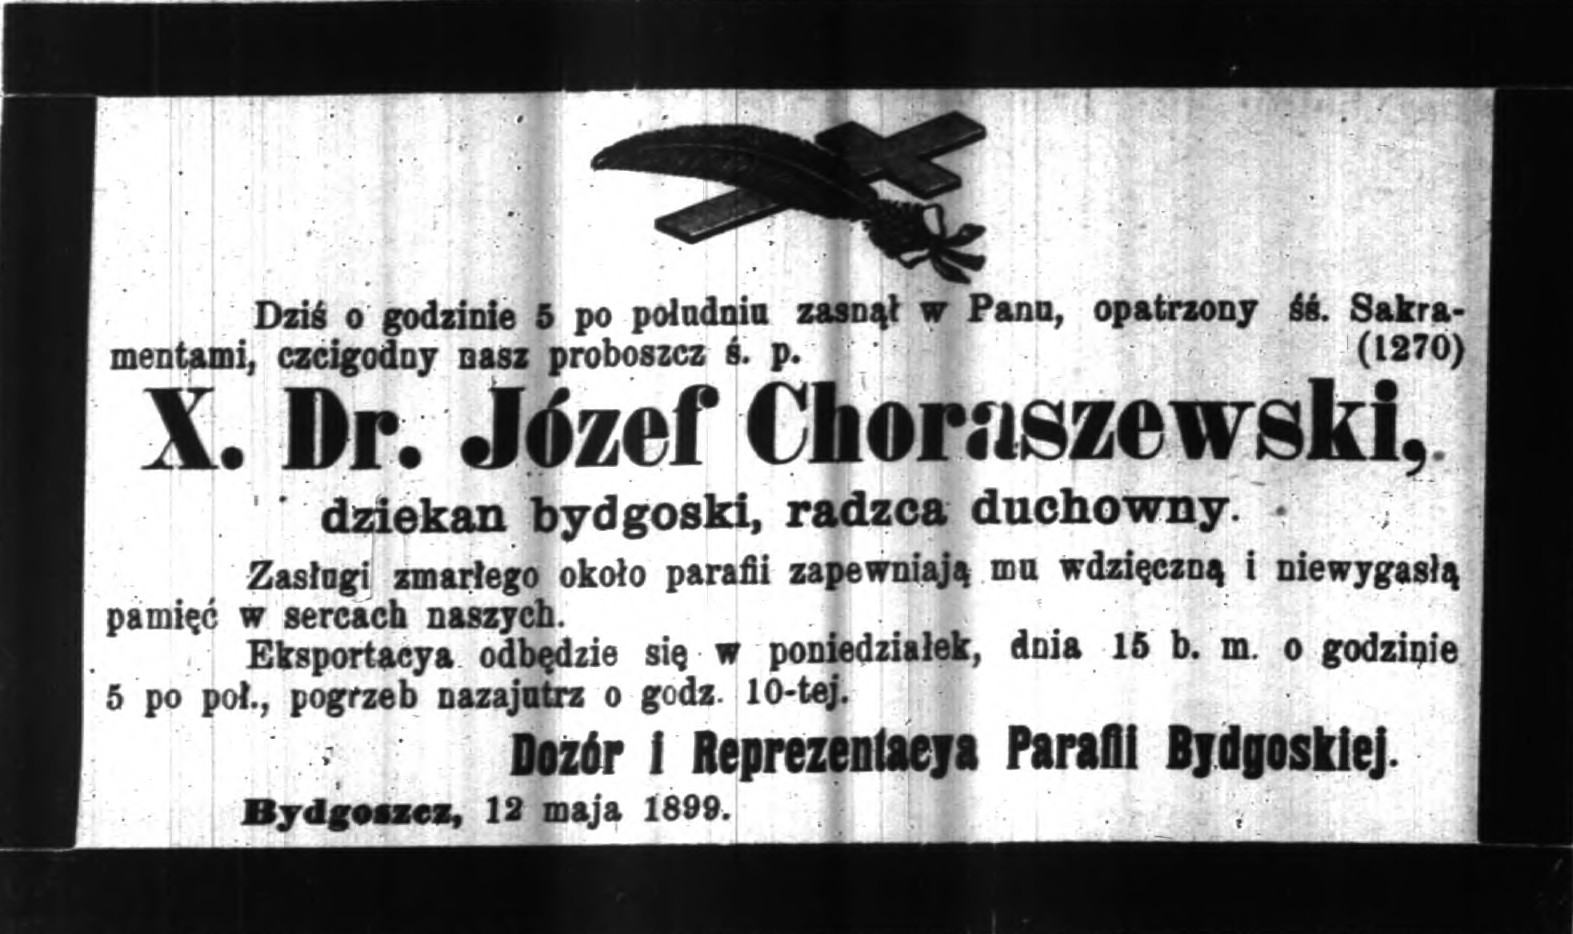 Dziś o godzinie 5 po południu zasnął w Panu, opatrzony śś. Sakra-
mentami, czcigodny nasz proboszcz ś. p. (1270)
X. Dr. Józef Choraszewski,
dziekan bydgoski, radzca duchowny.
Zasługi zmarłego około parafii zapewniają mu wdzięczną i niewygasłą
pamięć w sercach naszych.
Eksportacya odbędzie się w poniedziałek, dnia 15 b. m. o godzinie
5 po poł., pogrzeb nazajutrz o godz. 10-tej.
Dozór i Reprezentacya Parafii Bydgoskiej.
Bydgoszcz, 12 maja 1899.